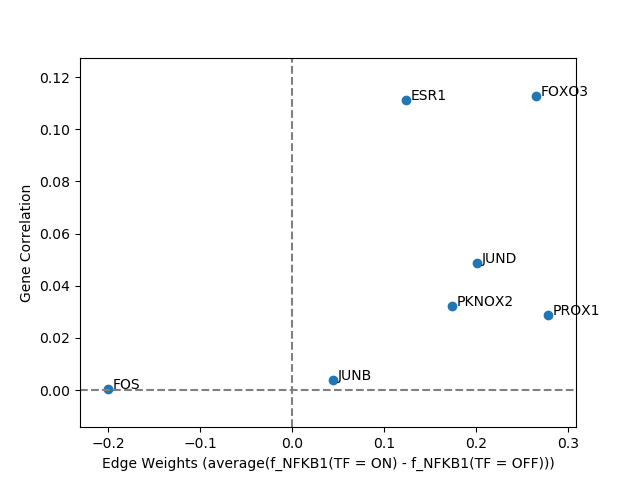 0.12
0.10
0.08
0.06
0.04
0.02
0.00
Gene Correlation
ESR1
FOXO3
JUND
PKNOX2
PROX1
JUNB
FOS
−0.2
−0.1
0.0
0.1
0.2
0.3
Edge Weights (average(f_NFKB1(TF = ON) - f_NFKB1(TF = OFF)))